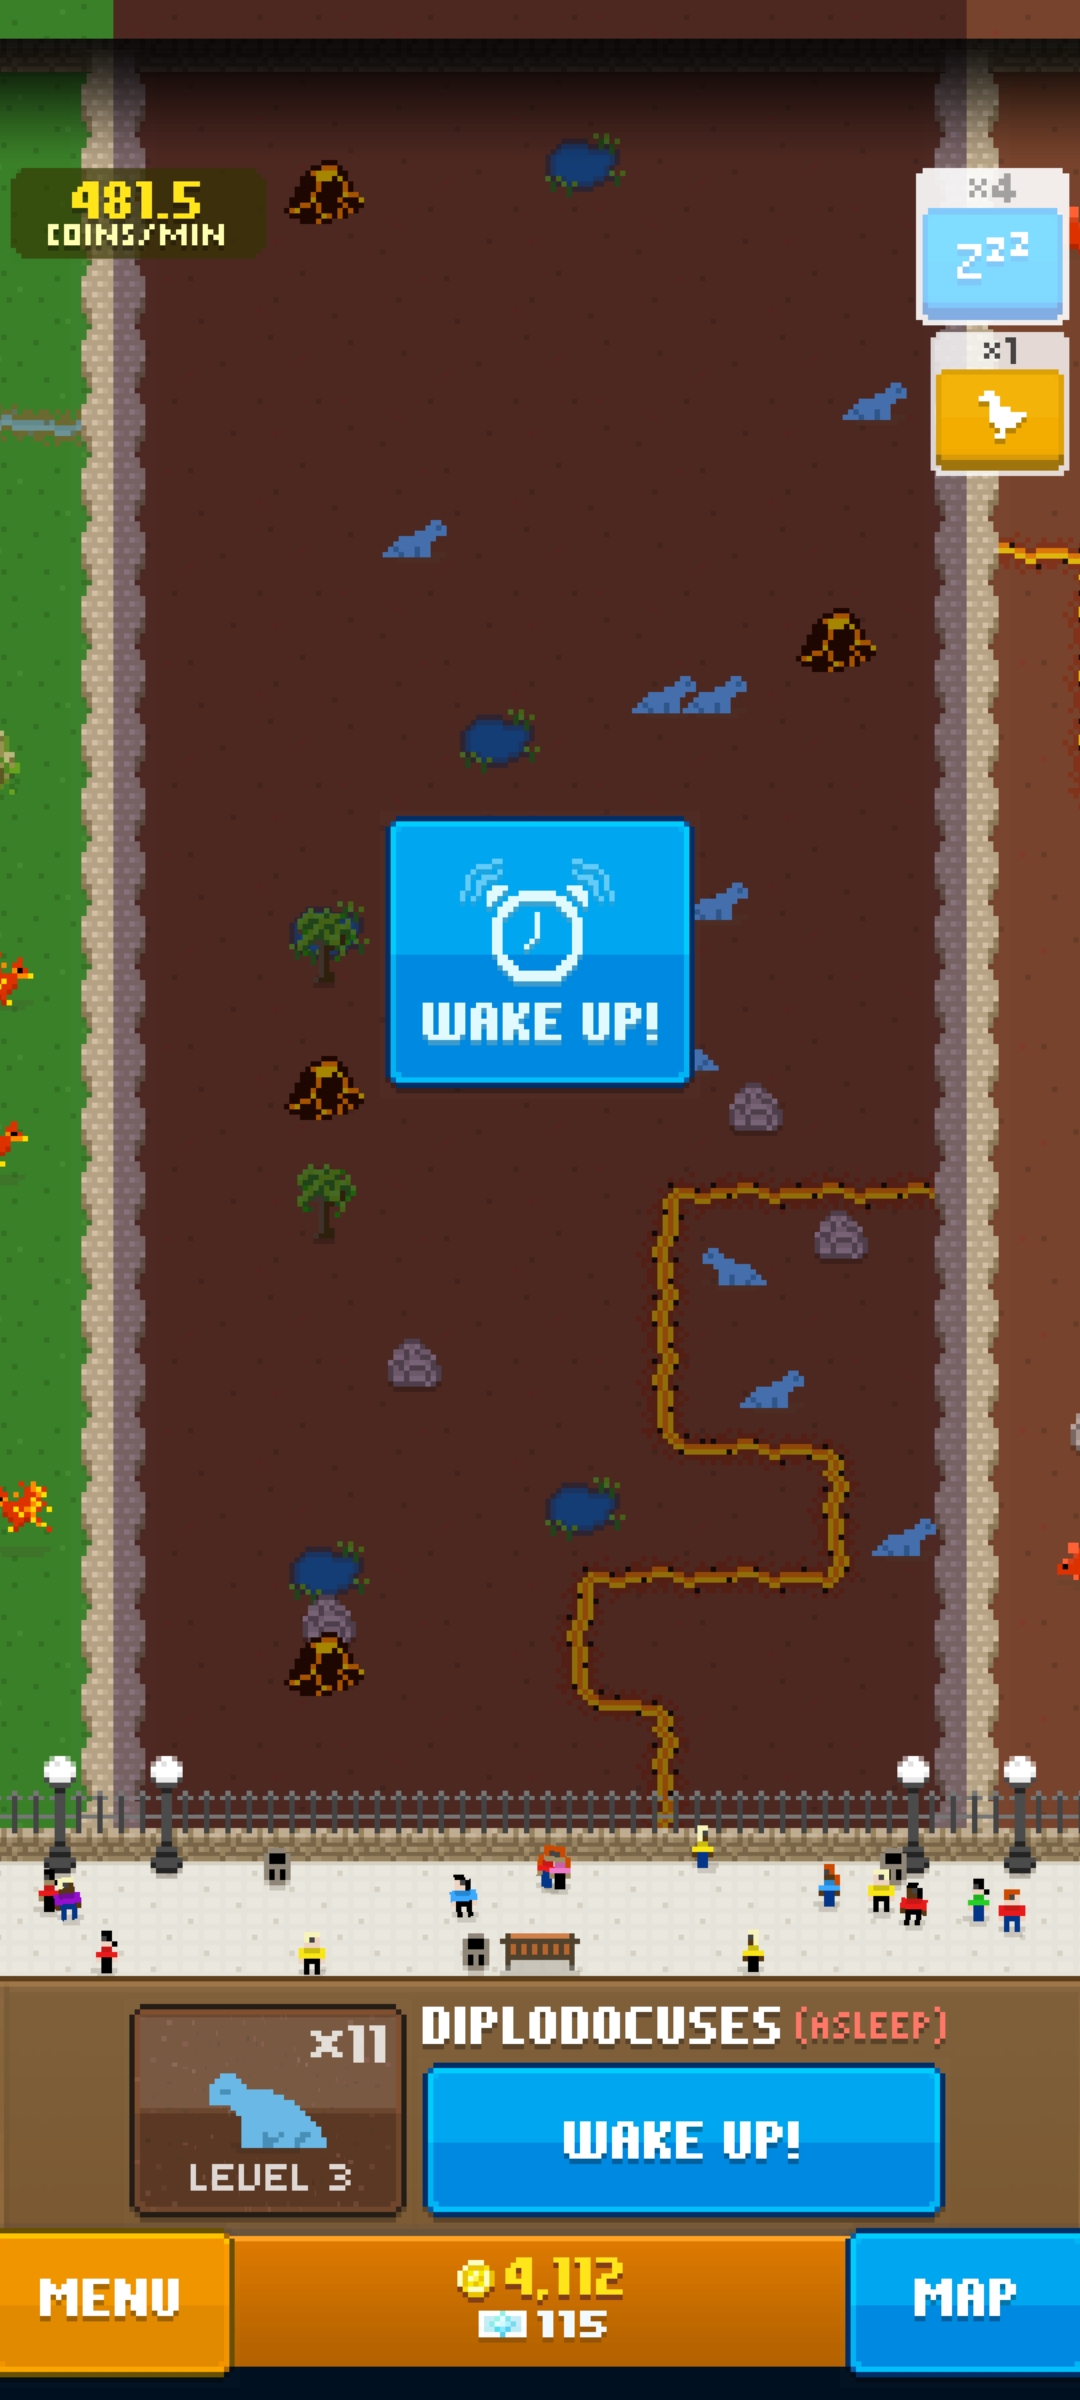 481.5
COINS/MIN
x4
zzz
x1
WAKE UP!
DIPLODOCUSES (ASLEEP)
x11
LEVEL 3
WAKE UP!
MENU
4,112
115
MAP